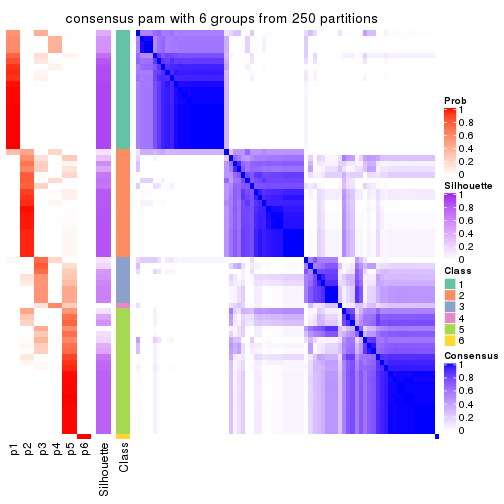 consensus pam with 6 groups from 250 partitions
Prob
1
0.8
0.6
0.4
0.2
0
Silhouette
1
0.8
0.6
0.4
0.2
0
Class
1
2
3
4
5
6
Consensus
1
0.8
0.6
0.4
0.2
0
p1
p2
p3
p4
p5
p6
Silhouette
Class